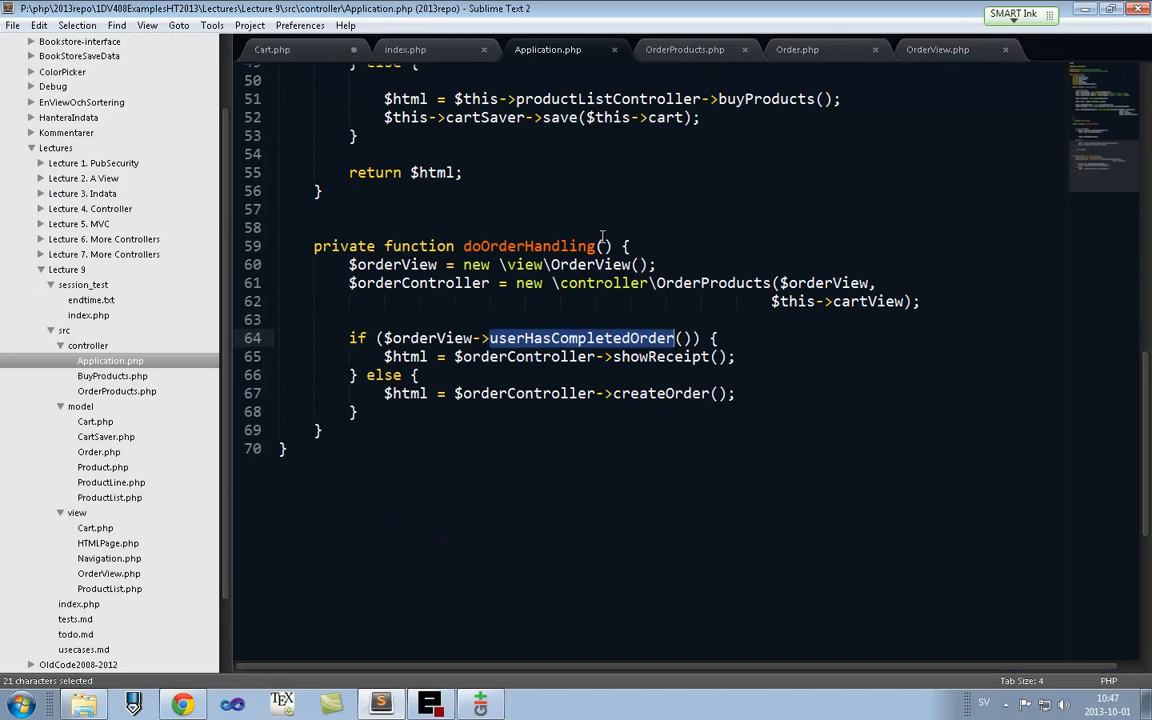 P:\php\2013repo\1DV408ExamplesHT2013\Lectures\Lecture 9\src\controller\Application.php (2013repo) - Sublime Text 2
SMART Ink
File Edit Selection Find View Goto Tools Project Preferences Help
Bookstore-interface
BookStoreSaveData
ColorPicker
Debug
EnViewOchSortering
HanteraIndata
Kommentarer
Lectures
Lecture 1. PubSecurity
Lecture 2. A View
Lecture 3. Indata
Lecture 4. Controller
Lecture 5. MVC
Lecture 6. More Controllers
Lecture 7. More Controllers
Lecture 9
session_test
endtime.txt
index.php
src
controller
Application.php
BuyProducts.php
OrderProducts.php
model
Cart.php
CartSaver.php
Order.php
Product.php
ProductLine.php
ProductList.php
view
Cart.php
HTMLPage.php
Navigation.php
OrderView.php
ProductList.php
index.php
tests.md
todo.md
usecases.md
OldCode2008-2012
Cart.php index.php Application.php OrderProducts.php Order.php OrderView.php
49 } else {
50
51 $html = $this->productListController->buyProducts();
52 $this->cartSaver->save($this->cart);
53 }
54
55 return $html;
56 }
57
58
59 private function doOrderHandling() {
60 $orderView = new \view\OrderView();
61 $orderController = new \controller\OrderProducts($orderView,
62 $this->cartView);
63
64 if ($orderView->userHasCompletedOrder()) {
65 $html = $orderController->showReceipt();
66 } else {
67 $html = $orderController->createOrder();
68 }
69 }
70 }
21 characters selected
Tab Size: 4 PHP
SV
10:47
2013-10-01